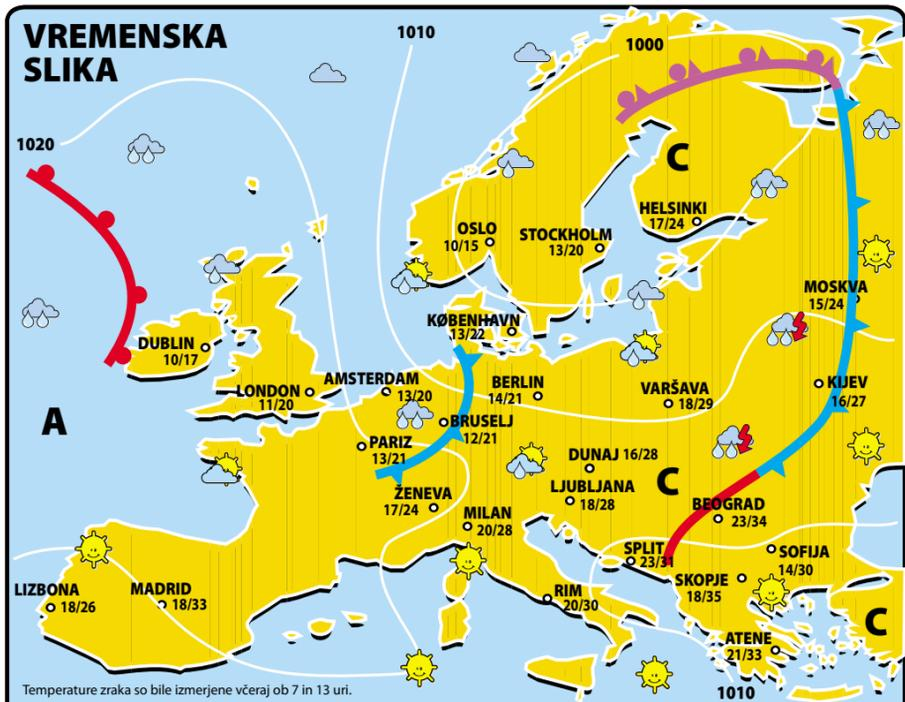 VREMENSKA
SLIKA
1010
1000
1020
C
HELSINKI
17/24
OSLO
10/15
STOCKHOLM
13/20
MOSKVA
15/24
KØBENHAVN
13/22
DUBLIN
10/17
LONDON
11/20
AMSTERDAM
13/20
BERLIN
14/21
VARŠAVA
18/29
KIJEV
16/27
A
BRUSELJ
12/21
PARIZ
13/21
DUNAJ 16/28
C
LJUBLJANA
18/28
ŽENEVA
17/24
MILAN
20/28
BEOGRAD
23/34
SPLIT
23/31
SOFIJA
14/30
SKOPJE
18/35
LIZBONA
18/26
MADRID
18/33
RIM
20/30
C
ATENE
21/33
Temperature zraka so bile izmerjene včeraj ob 7 in 13 uri.
1010